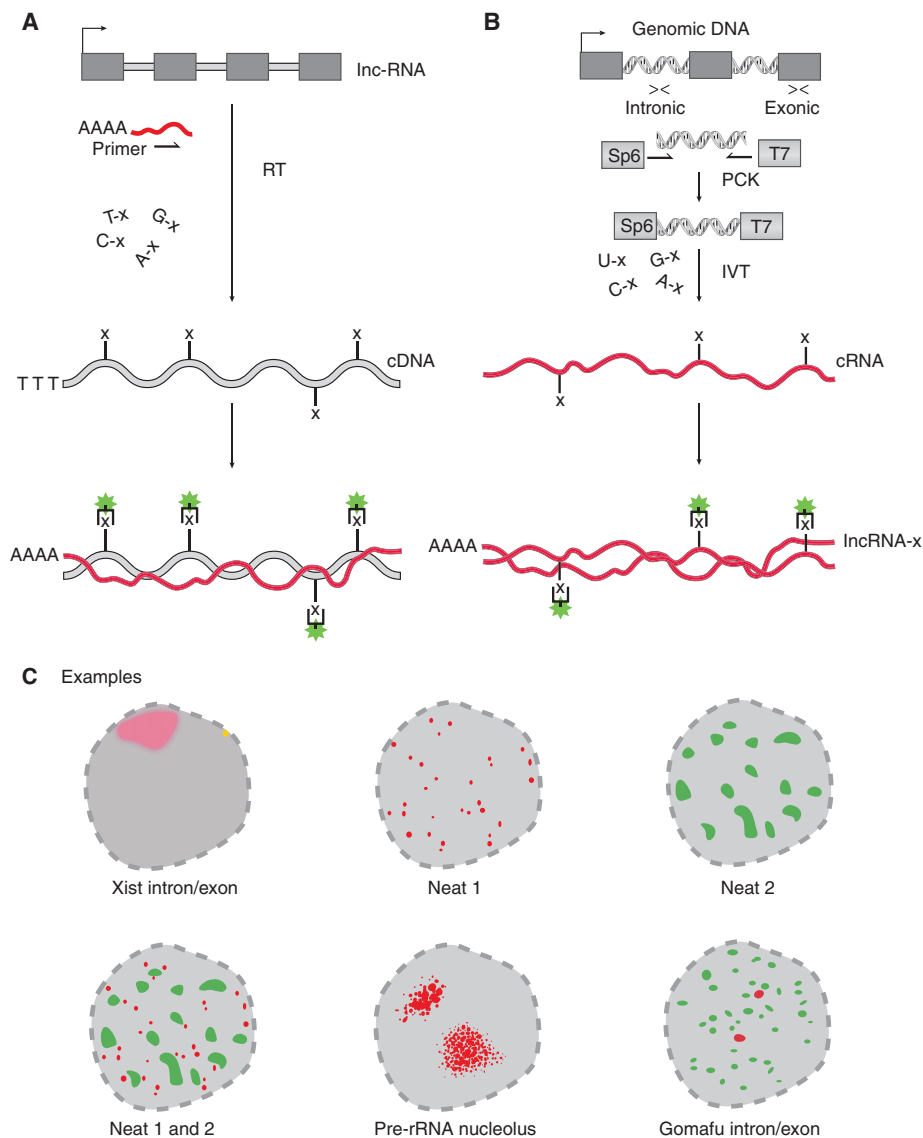 A
lnc-RNA
AAAA
Primer
RT
T-x
G-x
C-x
A-x
x
x
x
cDNA
TTT
x
x
x
x
AAAA
x
B
Genomic DNA
><
><
Intronic
Exonic
Sp6
T7
PCK
Sp6
T7
U-x
G-x
IVT
C-x
A-x
x
x
cRNA
x
x
x
AAAA
lncRNA-x
x
C Examples
Xist intron/exon
Neat 1
Neat 2
Neat 1 and 2
Pre-rRNA nucleolus
Gomafu intron/exon